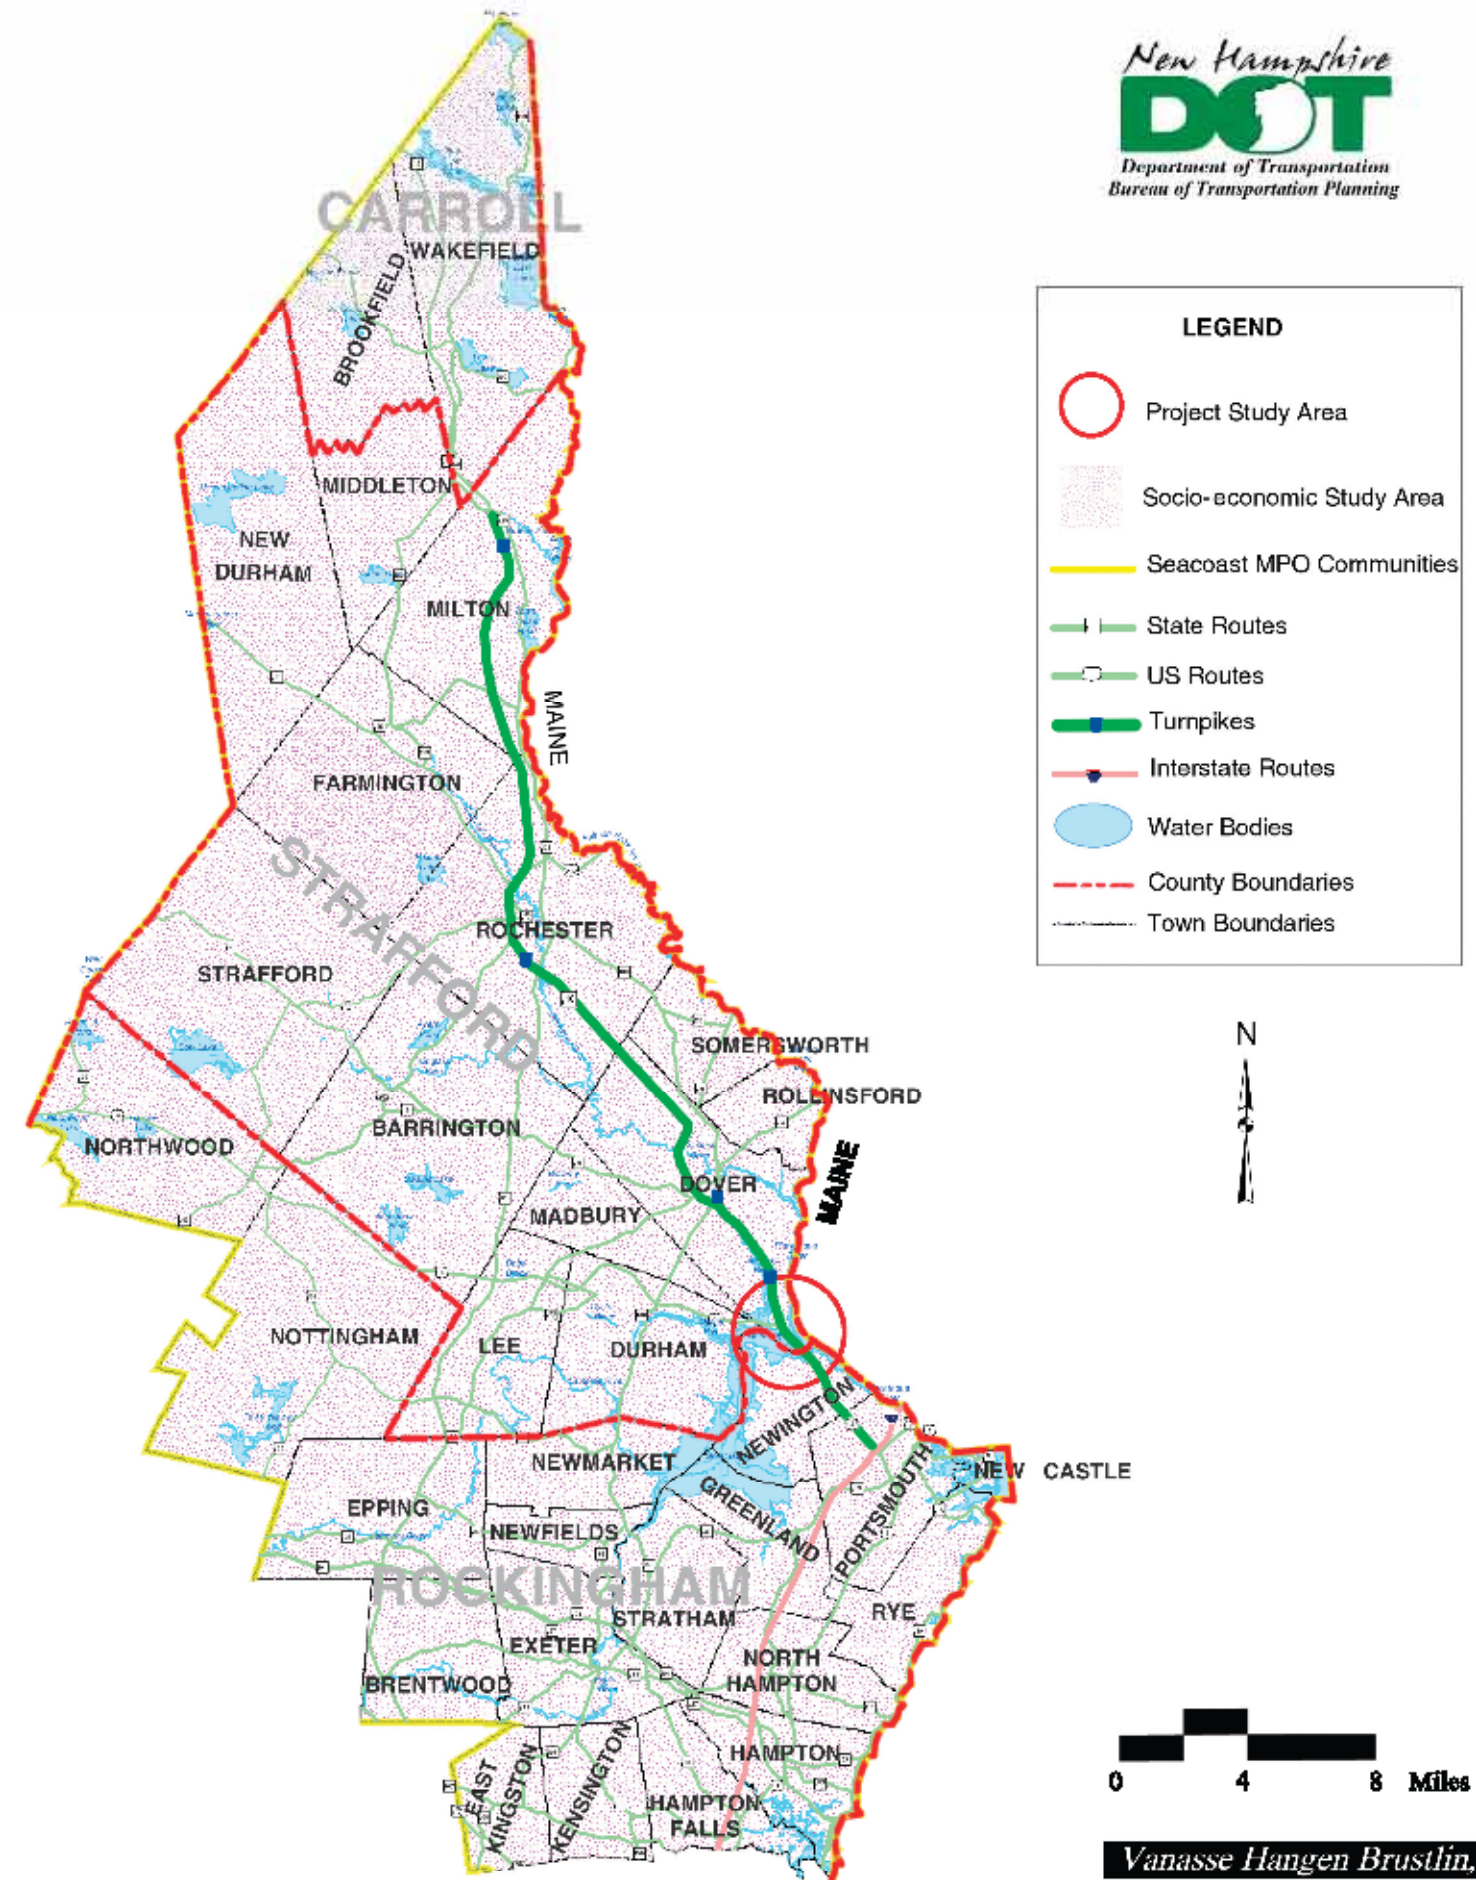 New Hampshire
DOT
Department of Transportation
Bureau of Transportation Planning
LEGEND
Project Study Area
Socio-economic Study Area
Seacoast MPO Communities
State Routes
US Routes
Turnpikes
Interstate Routes
Water Bodies
County Boundaries
Town Boundaries
N
CARROLL
WAKEFIELD
BROOKFIELD
MIDDLETON
NEW
DURHAM
MILTON
MAINE
FARMINGTON
STRAFFORD
ROCHESTER
STRAFFORD
SOMERSWORTH
ROLLINSFORD
BARRINGTON
NORTHWOOD
MAINE
DOVER
MADBURY
NOTTINGHAM
LEE
DURHAM
NEWINGTON
NEWMARKET
NEW CASTLE
GREENLAND
PORTSMOUTH
EPPING
NEWFIELDS
ROCKINGHAM
STRATHAM
RYE
EXETER
NORTH
HAMPTON
BRENTWOOD
HAMPTON
EAST
KINGSTON
KENSINGTON
HAMPTON
FALLS
0 4 8 Miles
Vanasse Hangen Brustlin,